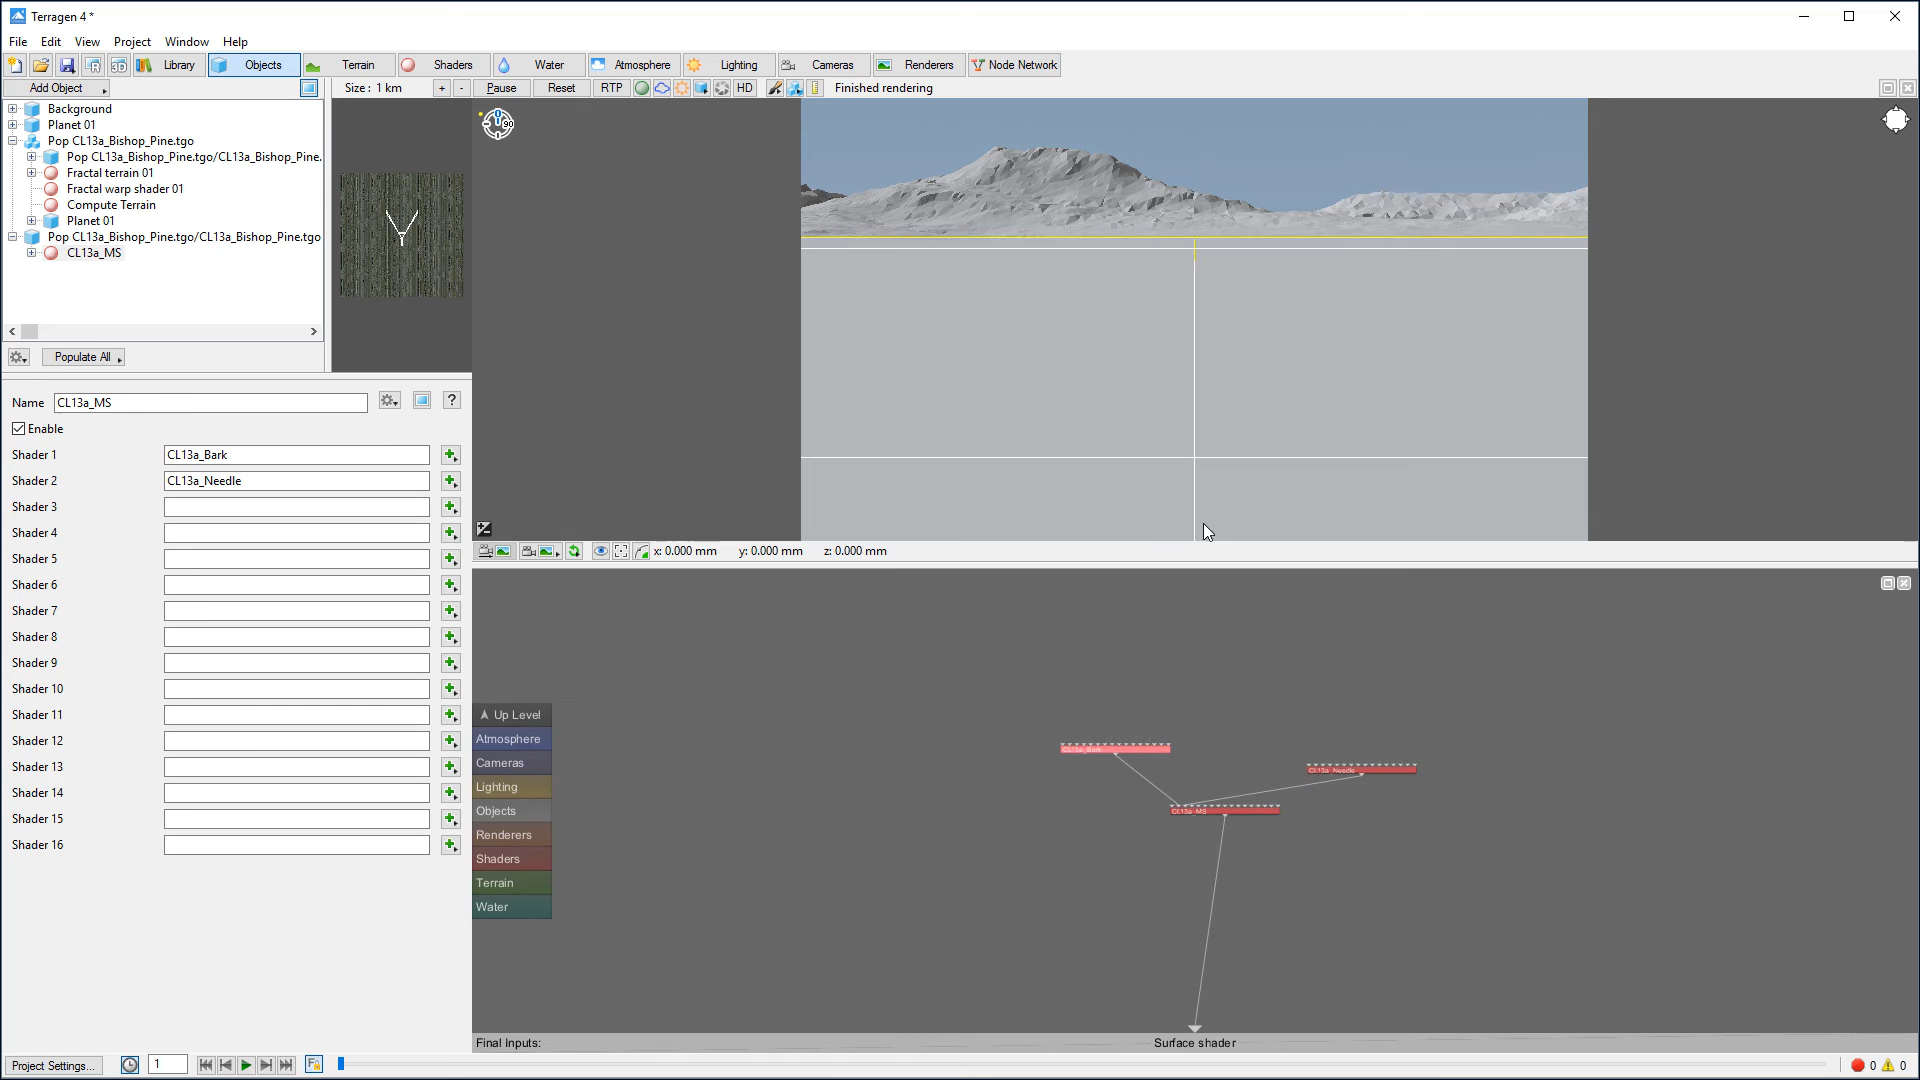 Terragen 4 *
File Edit View Project Window Help
Library Objects Terrain Shaders Water Atmosphere Lighting Cameras Renderers Node Network
Add Object Size : 1 km + - Pause Reset RTP HD Finished rendering
Background
Planet 01
Pop CL13a_Bishop_Pine.tgo
Pop CL13a_Bishop_Pine.tgo/CL13a_Bishop_Pine.
Fractal terrain 01
Fractal warp shader 01
Compute Terrain
Planet 01
Pop CL13a_Bishop_Pine.tgo/CL13a_Bishop_Pine.tgo
CL13a_MS
Populate All
Name CL13a_MS ?
Enable
Shader 1 CL13a_Bark
Shader 2 CL13a_Needle
Shader 3
Shader 4
Shader 5
Shader 6
Shader 7
Shader 8
Shader 9
Shader 10
Shader 11
Shader 12
Shader 13
Shader 14
Shader 15
Shader 16
90
x: 0.000 mm y: 0.000 mm z: 0.000 mm
Up Level
Atmosphere
Cameras
Lighting
Objects
Renderers
Shaders
Terrain
Water
CL13a_Bark
CL13a_Needle
CL13a_MS
Final Inputs: Surface shader
Project Settings... 1 0 0